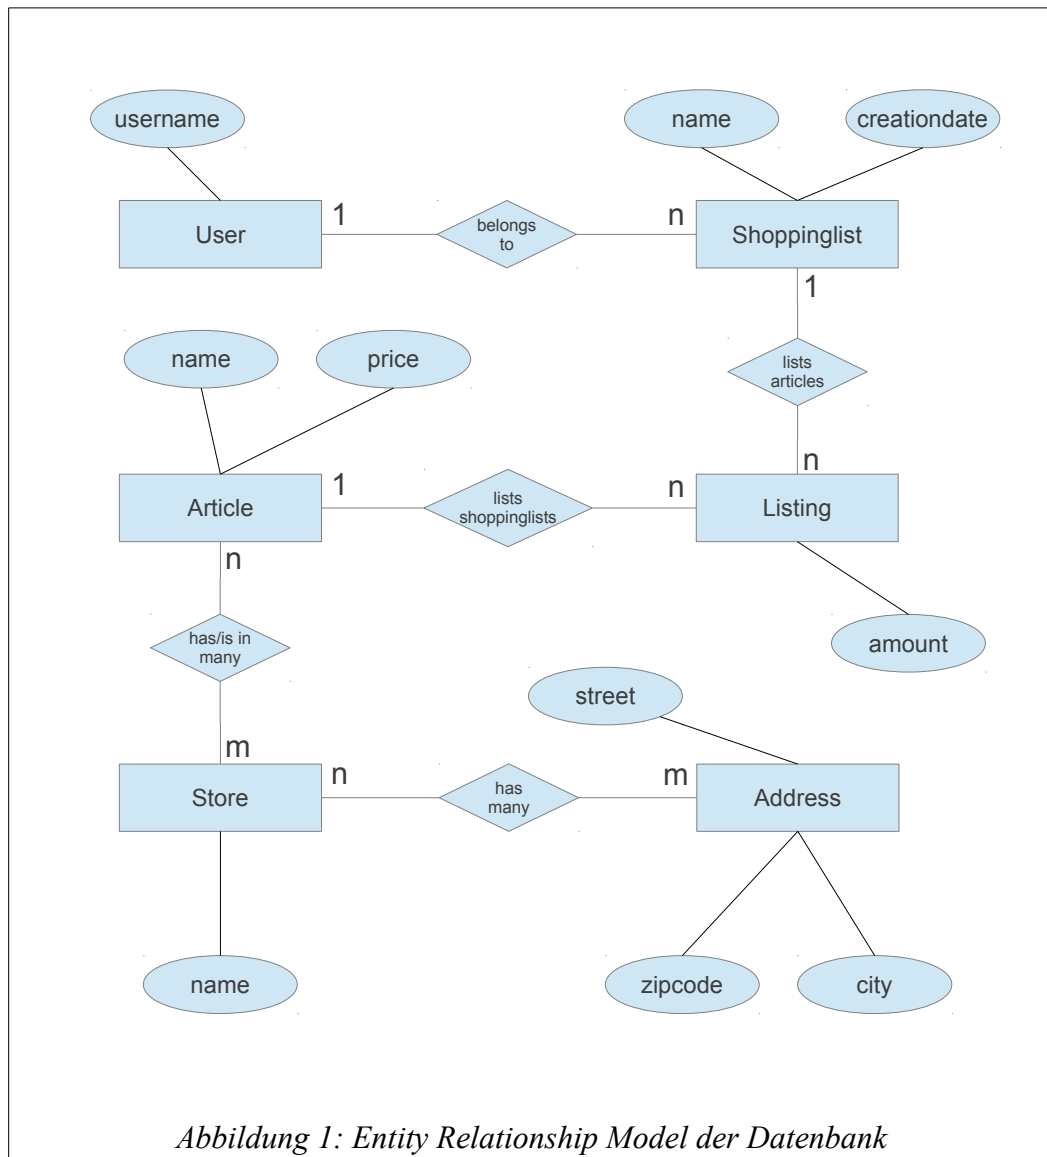 username
name
creationdate
User
1
belongs
to
n
Shoppinglist
1
name
price
lists
articles
n
Article
1
lists
shoppinglists
n
Listing
n
has/is in
many
amount
street
m
Store
n
has
many
m
Address
name
zipcode
city
Abbildung 1: Entity Relationship Model der Datenbank